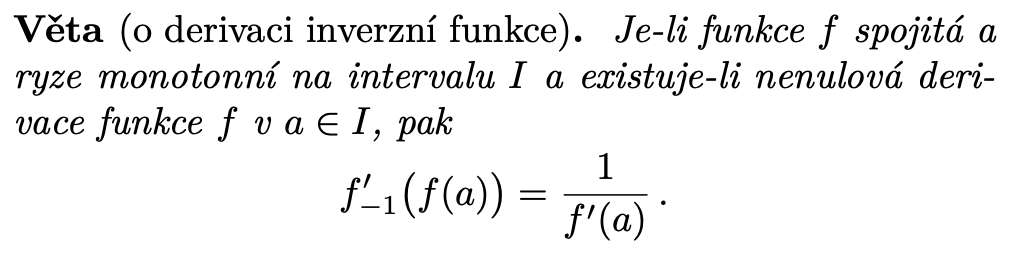 Věta (o derivaci inverzní funkce). Je-li funkce f spojitá a
ryze monotonní na intervalu I a existuje-li nenulová deri-
vace funkce f v a ∈ I, pak
f′₋₁(f(a)) = 1/f′(a) .